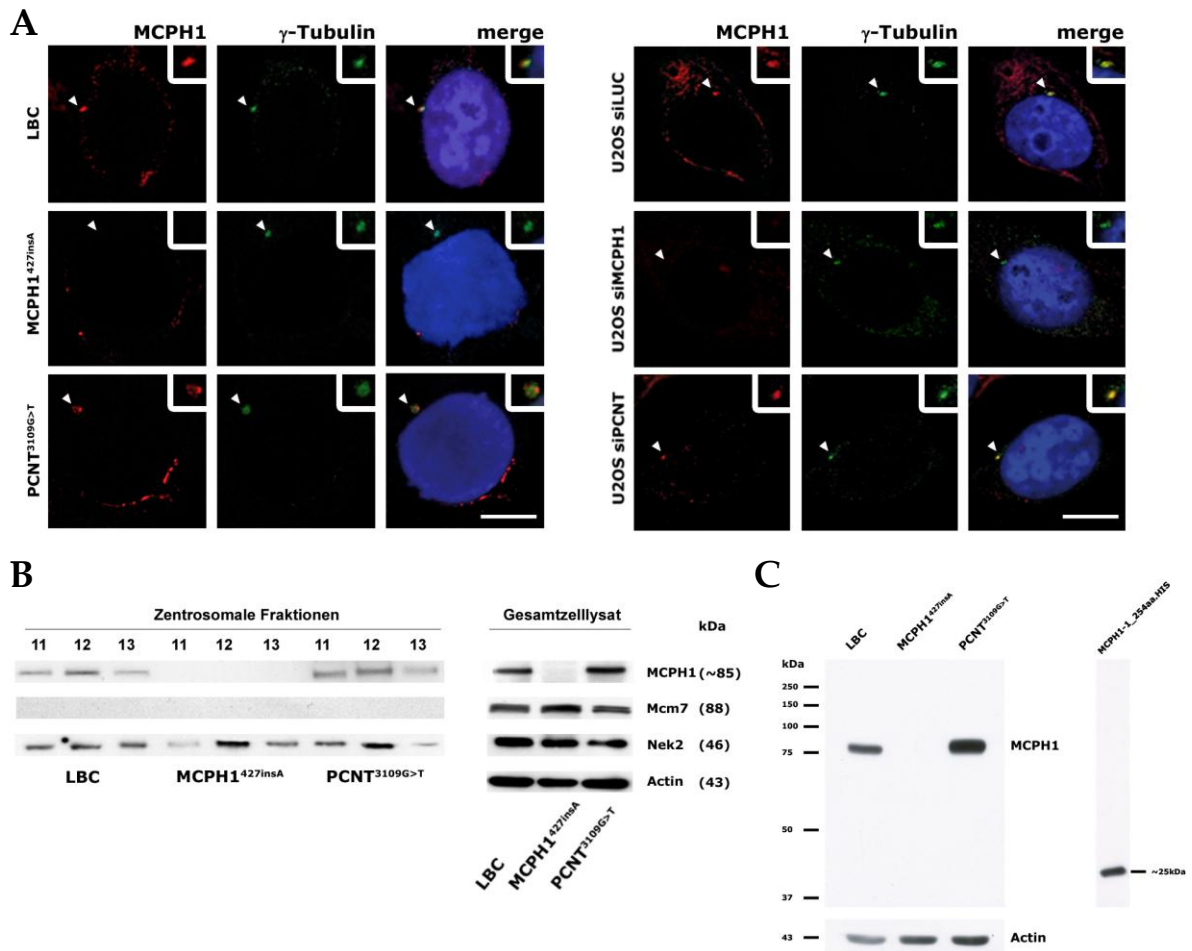 A
MCPH1 γ-Tubulin merge
LBC
MCPH1427insA
PCNT3109G>T
MCPH1 γ-Tubulin merge
U2OS siLUC
U2OS siMCPH1
U2OS siPCNT
B
Zentrosomale Fraktionen
11 12 13 11 12 13 11 12 13
LBC MCPH1427insA PCNT3109G>T
Gesamtzelllysat kDa
MCPH1 (~85)
Mcm7 (88)
Nek2 (46)
Actin (43)
LBC MCPH1427insA PCNT3109G>T
C
LBC MCPH1427insA PCNT3109G>T MCPH1-1_254aa.HIS
kDa
250
150
100
75 MCPH1
50
~25kDa
37
43 Actin